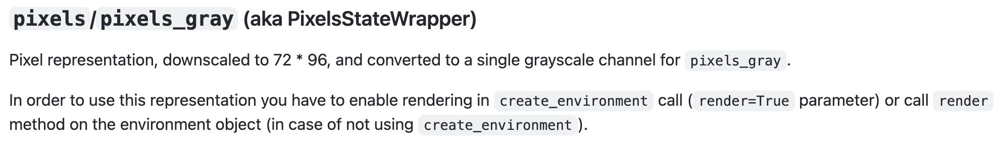 pixels/pixels_gray (aka PixelsStateWrapper)
Pixel representation, downscaled to 72 * 96, and converted to a single grayscale channel for pixels_gray.
In order to use this representation you have to enable rendering in create_environment call (render=True parameter) or call render
method on the environment object (in case of not using create_environment).